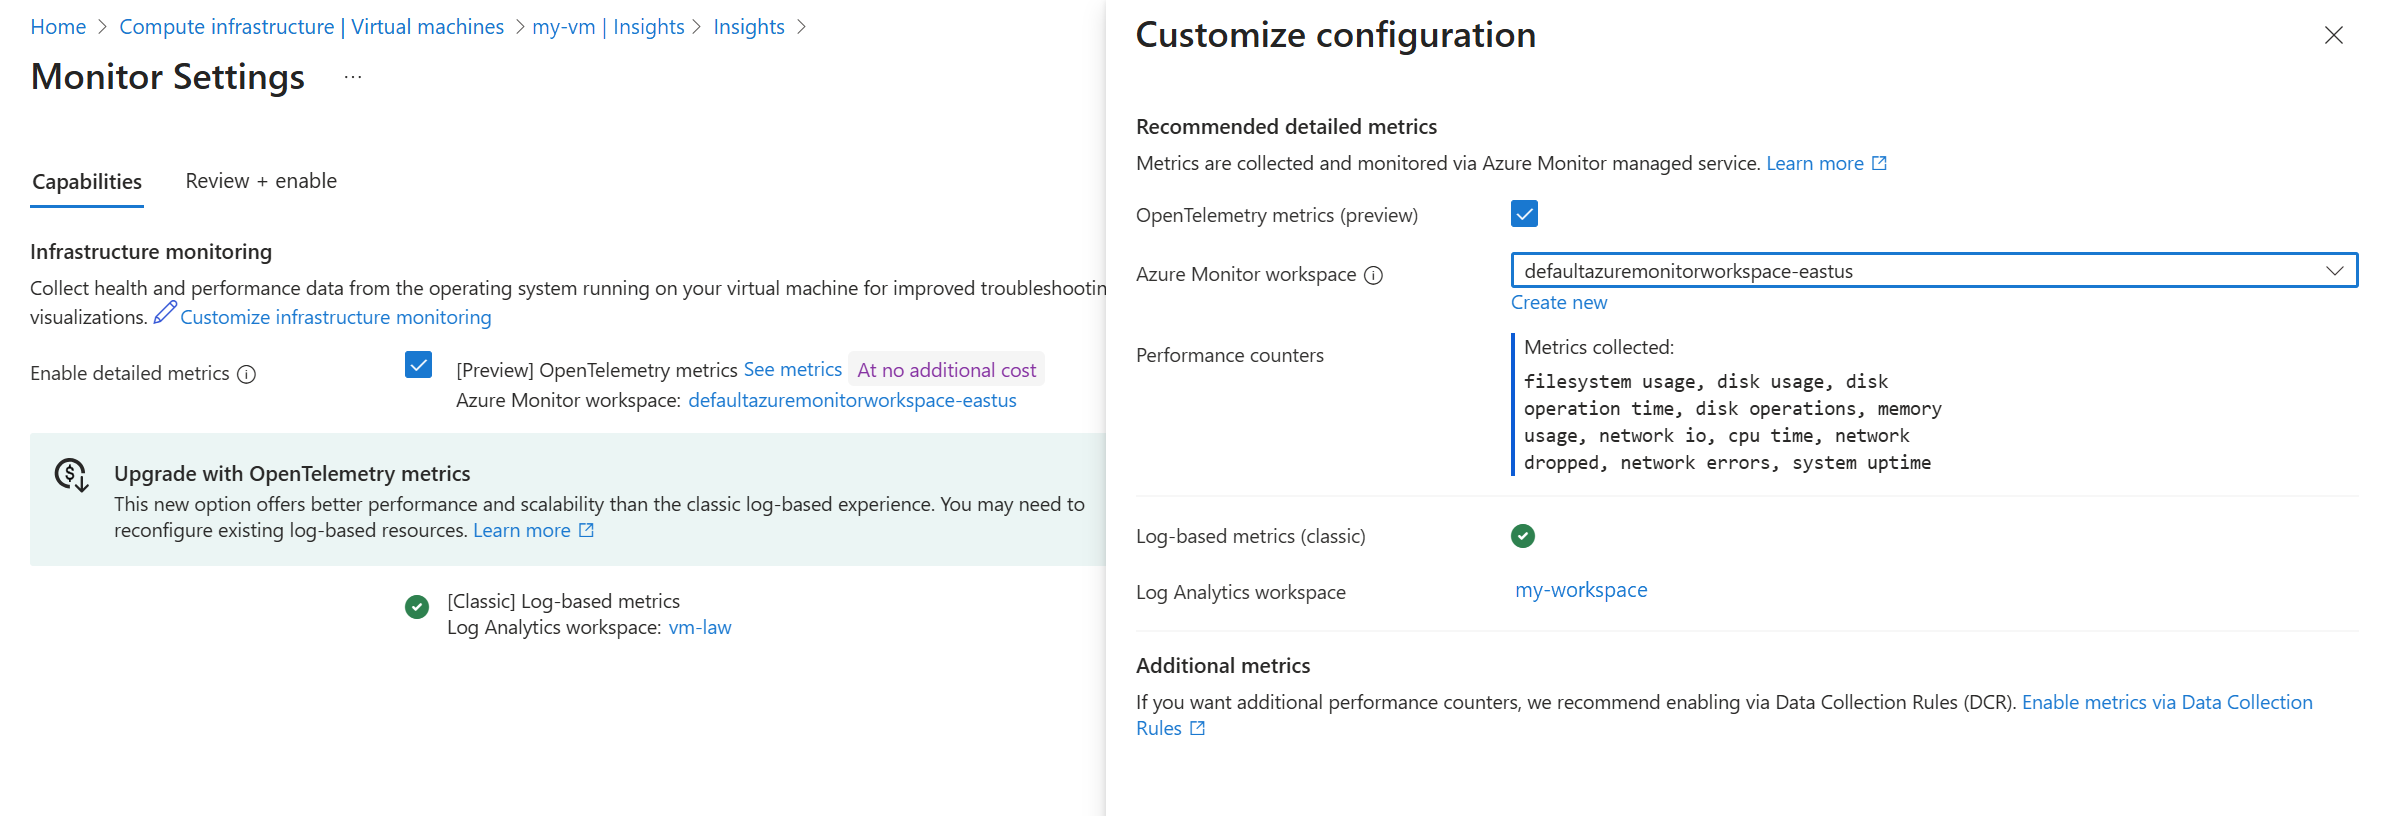 Home > Compute infrastructure | Virtual machines > my-vm | Insights > Insights >
Monitor Settings ...
Capabilities Review + enable
Infrastructure monitoring
Collect health and performance data from the operating system running on your virtual machine for improved troubleshootin
visualizations. Customize infrastructure monitoring
Enable detailed metrics
[Preview] OpenTelemetry metrics See metrics At no additional cost
Azure Monitor workspace: defaultazuremonitorworkspace-eastus
Upgrade with OpenTelemetry metrics
This new option offers better performance and scalability than the classic log-based experience. You may need to
reconfigure existing log-based resources. Learn more
[Classic] Log-based metrics
Log Analytics workspace: vm-law
Customize configuration
Recommended detailed metrics
Metrics are collected and monitored via Azure Monitor managed service. Learn more
OpenTelemetry metrics (preview)
Azure Monitor workspace defaultazuremonitorworkspace-eastus
Create new
Performance counters
Metrics collected:
filesystem usage, disk usage, disk
operation time, disk operations, memory
usage, network io, cpu time, network
dropped, network errors, system uptime
Log-based metrics (classic)
Log Analytics workspace my-workspace
Additional metrics
If you want additional performance counters, we recommend enabling via Data Collection Rules (DCR). Enable metrics via Data Collection
Rules